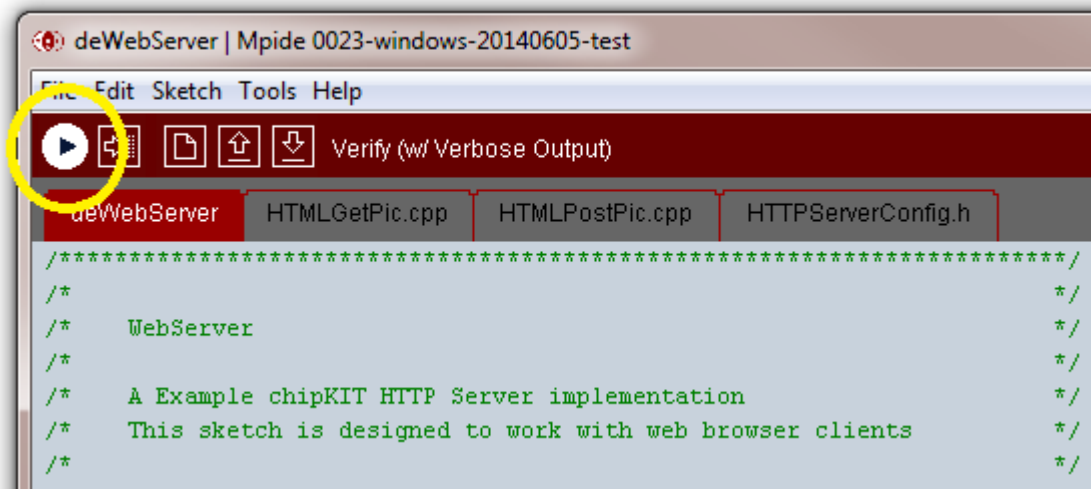 deWebServer | Mpide 0023-windows-20140605-test
File Edit Sketch Tools Help
Verify (w/ Verbose Output)
deWebServer HTMLGetPic.cpp HTMLPostPic.cpp HTTPServerConfig.h
/************************************************************************/
/* */
/* WebServer */
/* */
/* A Example chipKIT HTTP Server implementation */
/* This sketch is designed to work with web browser clients */
/* */